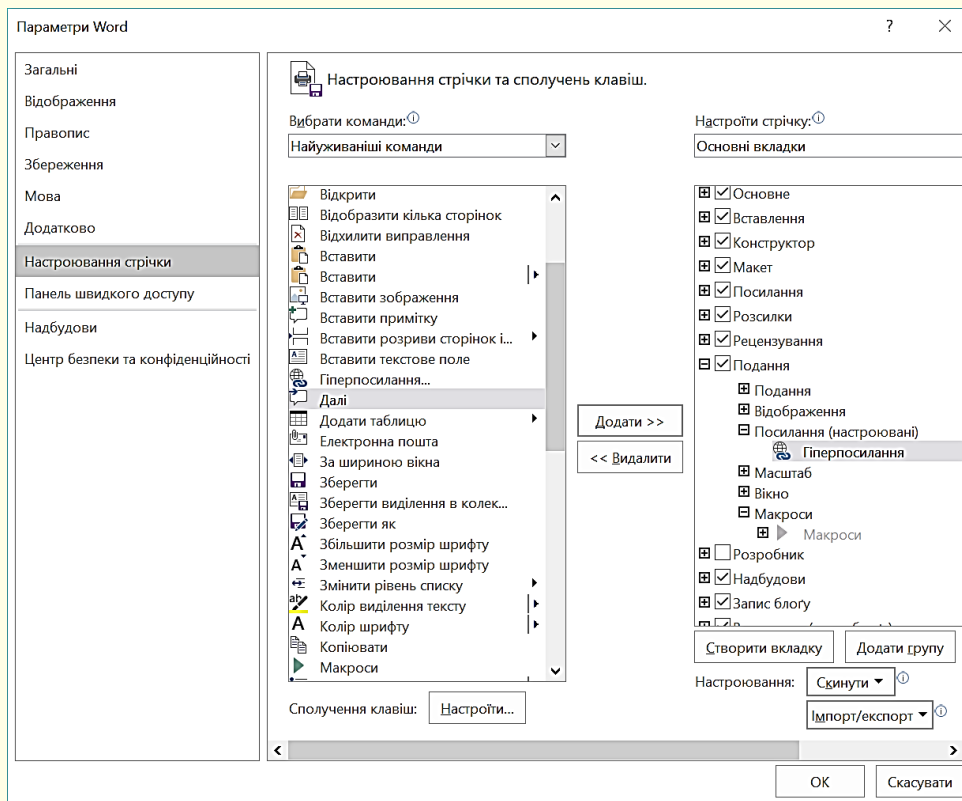 Параметри Word
?
Загальні
Відображення
Правопис
Збереження
Мова
Додатково
Настроювання стрічки
Панель швидкого доступу
Надбудови
Центр безпеки та конфіденційності
Настроювання стрічки та сполучень клавіш.
Вибрати команди:
Найуживаніші команди
Відкрити
Відобразити кілька сторінок
Відхилити виправлення
Вставити
Вставити
Вставити зображення
Вставити примітку
Вставити розриви сторінок і...
Вставити текстове поле
Гіперпосилання...
Далі
Додати таблицю
Електронна пошта
За шириною вікна
Зберегти
Зберегти виділення в колек...
Зберегти як
Збільшити розмір шрифту
Зменшити розмір шрифту
Змінити рівень списку
Колір виділення тексту
Колір шрифту
Копіювати
Макроси
Сполучення клавіш:
Настроїти...
Додати >>
<< Видалити
Настроїти стрічку:
Основні вкладки
Основне
Вставлення
Конструктор
Макет
Посилання
Розсилки
Рецензування
Подання
Подання
Відображення
Посилання (настроювані)
Гіперпосилання
Масштаб
Вікно
Макроси
Макроси
Розробник
Надбудови
Запис блоґу
Створити вкладку
Додати групу
Настроювання:
Скинути
Імпорт/експорт
ОК
Скасувати